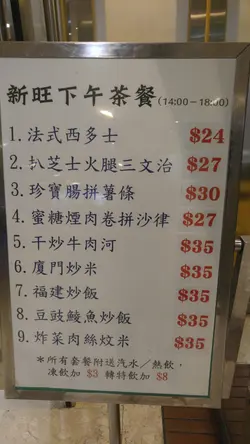 新旺下午茶餐(14:00-18:00)
1.法式西多士 $24
2.扒芝士火腿三文治 $27
3.珍寶腸拼薯條 $30
4.蜜糖煙肉卷拼沙律 $27
5.干炒牛肉河 $35
6.廈門炒米 $35
7.福建炒飯 $35
8.豆豉鯪魚炒飯 $35
9.炸菜肉絲炆米 $35
*所有套餐附送汽水/熱飲,
凍飲加 $3 轉特飲加 $8